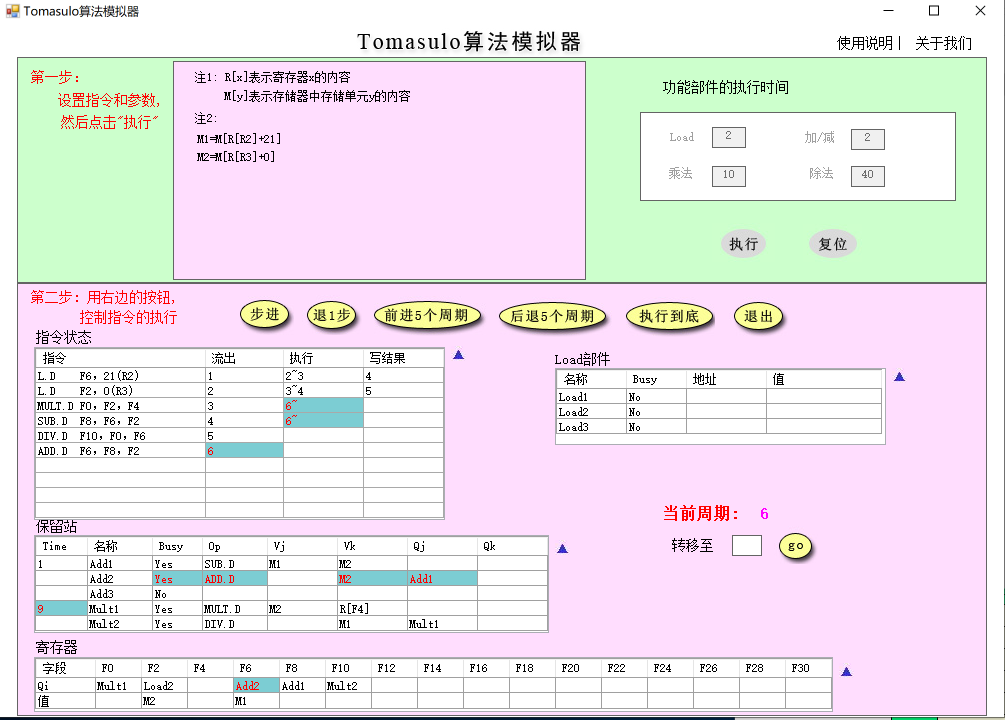 Tomasulo算法模拟器
Tomasulo算法模拟器
使用说明| 关于我们
第一步：
设置指令和参数，
然后点击"执行"
注1: R[x]表示寄存器x的内容
M[y]表示存储器中存储单元y的内容
注2:
M1=M[R[R2]+21]
M2=M[R[R3]+0]
功能部件的执行时间
Load 2 加/减 2
乘法 10 除法 40
执行 复位
第二步：用右边的按钮，
控制指令的执行
步进 退1步 前进5个周期 后退5个周期 执行到底 退出
指令状态
指令 流出 执行 写结果
L.D F6, 21(R2) 1 2~3 4
L.D F2, 0(R3) 2 3~4 5
MULT.D F0, F2, F4 3 6~
SUB.D F8, F6, F2 4 6~
DIV.D F10, F0, F6 5
ADD.D F6, F8, F2 6
Load部件
名称 Busy 地址 值
Load1 No
Load2 No
Load3 No
当前周期： 6
转移至 go
保留站
Time 名称 Busy Op Vj Vk Qj Qk
1 Add1 Yes SUB.D M1 M2
Add2 Yes ADD.D M2 Add1
Add3 No
9 Mult1 Yes MULT.D M2 R[F4]
Mult2 Yes DIV.D M1 Mult1
寄存器
字段 F0 F2 F4 F6 F8 F10 F12 F14 F16 F18 F20 F22 F24 F26 F28 F30
Qi Mult1 Load2 Add2 Add1 Mult2
值 M2 M1